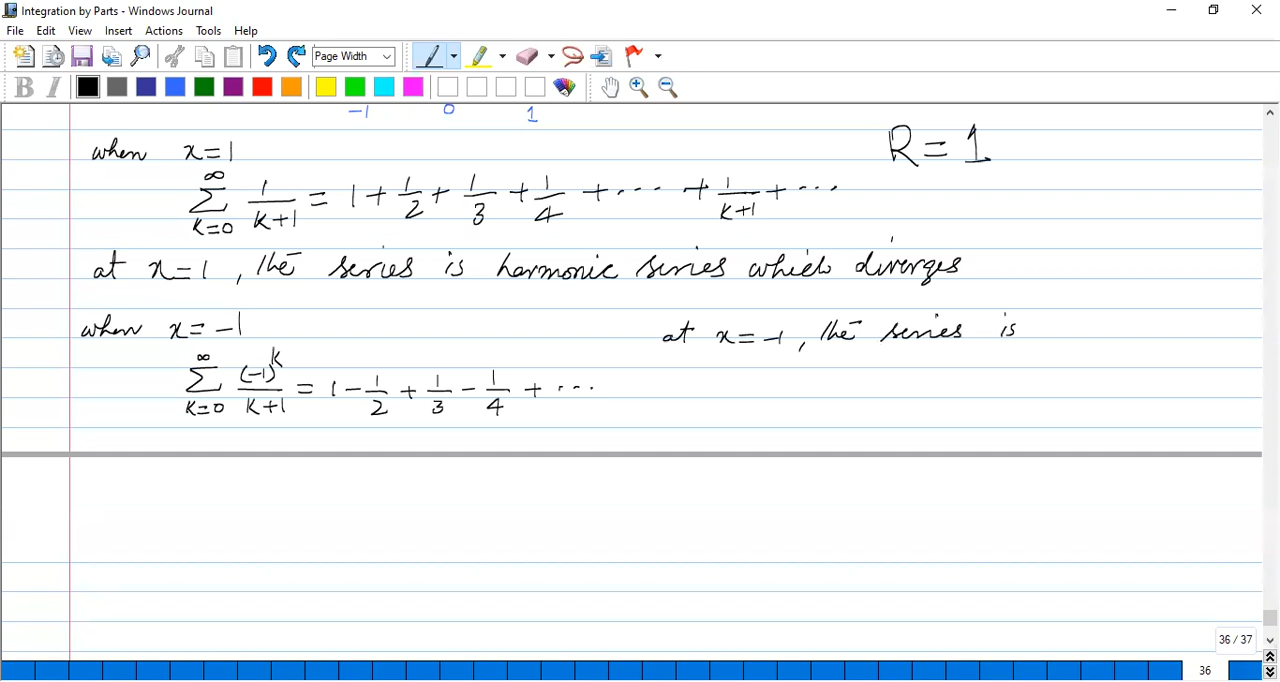 Integration by Parts - Windows Journal
File Edit View Insert Actions Tools Help
Page Width
B I
-1 0 1
when x=1
R = 1
∞
∑ 1/(k+1) = 1 + 1/2 + 1/3 + 1/4 + ··· + 1/(k+1) + ···
k=0
at x=1, the series is harmonic series which diverges
when x=-1
at x=-1, the series is
∞
∑ (-1)^k/(k+1) = 1 - 1/2 + 1/3 - 1/4 + ···
k=0
36 / 37
36